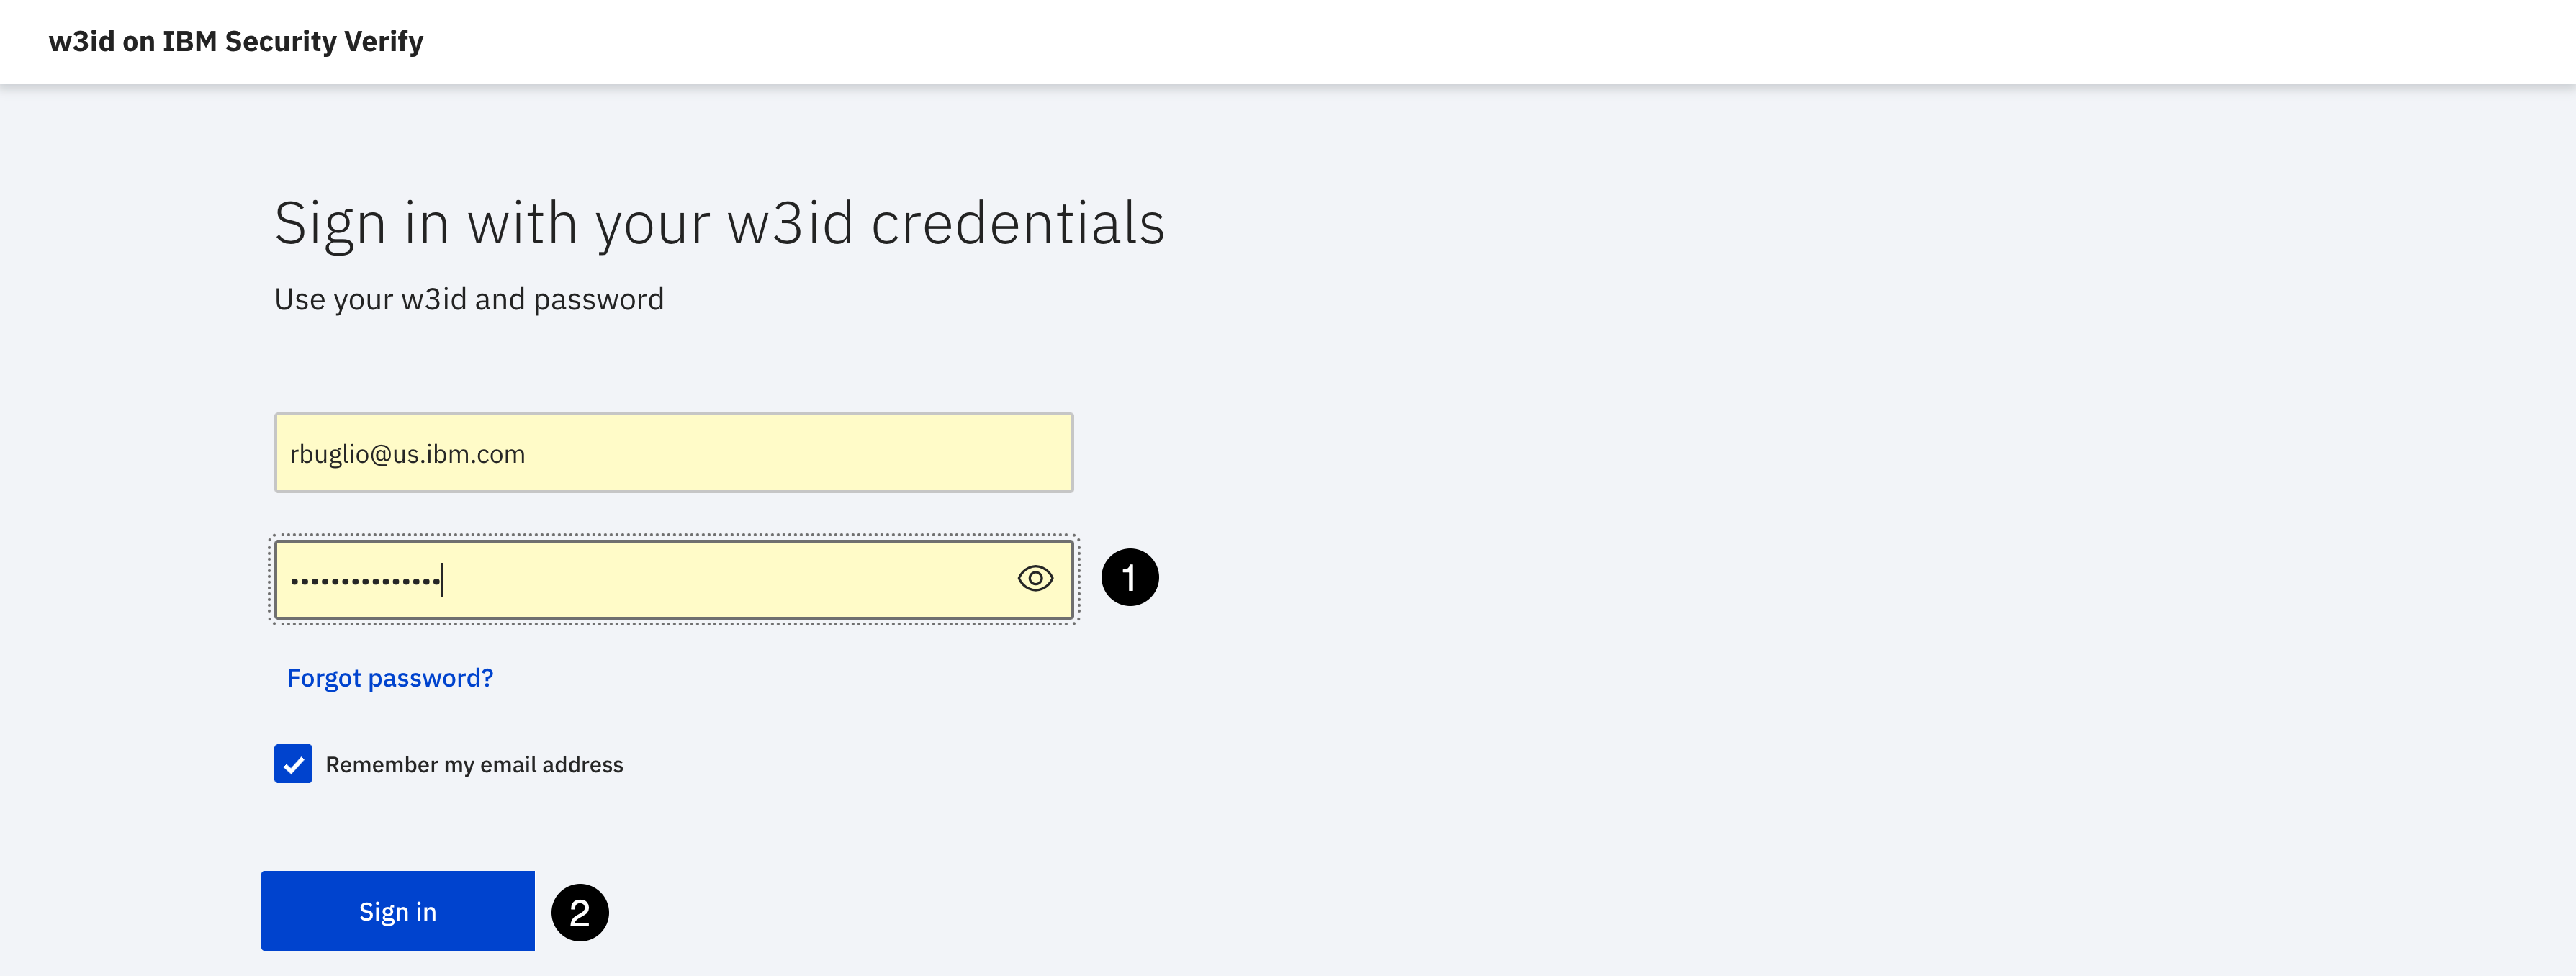 w3id on IBM Security Verify
Sign in with your w3id credentials
Use your w3id and password
rbuglio@us.ibm.com
•••••••••••••••
1
Forgot password?
Remember my email address
Sign in
2